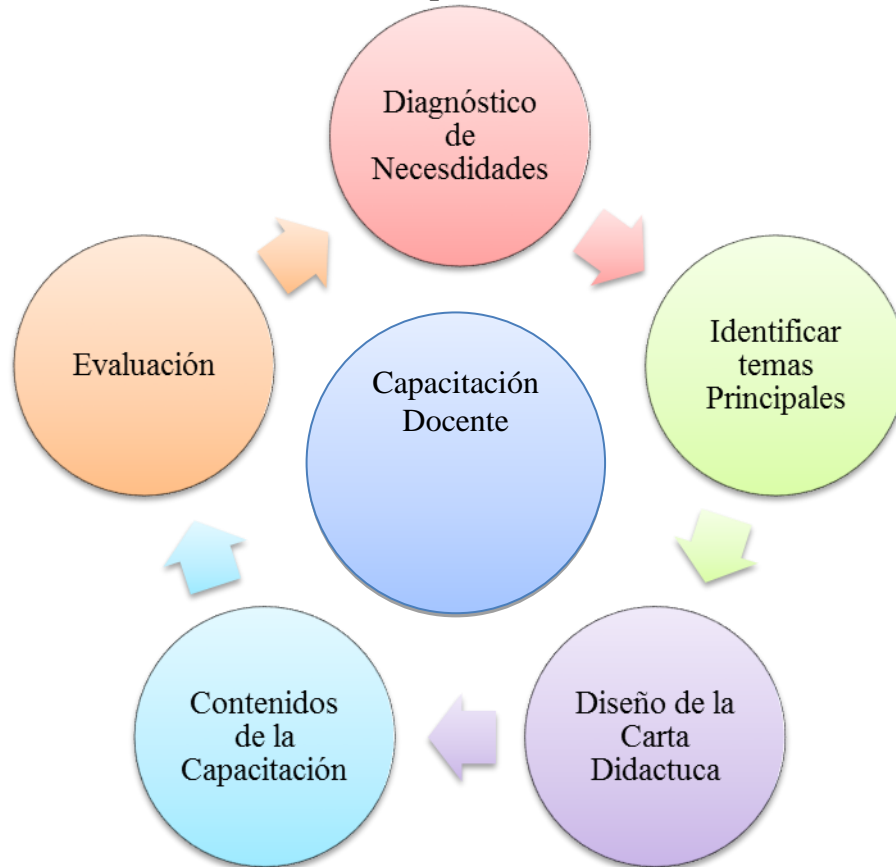 Diagnóstico
de
Necesdidades
Identificar
temas
Principales
Diseño de la
Carta
Didactuca
Contenidos
de la
Capacitación
Evaluación
Capacitación
Docente